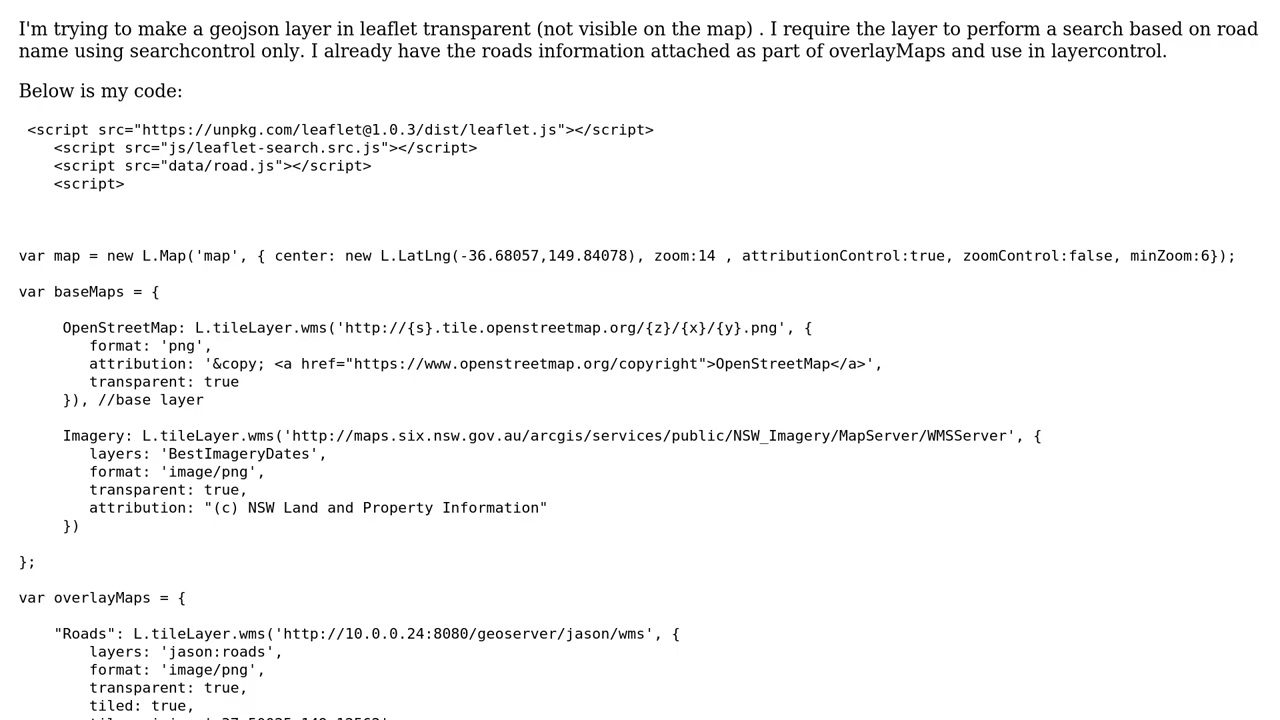 I'm trying to make a geojson layer in leaflet transparent (not visible on the map) . I require the layer to perform a search based on road
name using searchcontrol only. I already have the roads information attached as part of overlayMaps and use in layercontrol.
Below is my code:
<script src="https://unpkg.com/leaflet@1.0.3/dist/leaflet.js"></script>
<script src="js/leaflet-search.src.js"></script>
<script src="data/road.js"></script>
<script>
var map = new L.Map('map', { center: new L.LatLng(-36.68057,149.84078), zoom:14 , attributionControl:true, zoomControl:false, minZoom:6});
var baseMaps = {
OpenStreetMap: L.tileLayer.wms('http://{s}.tile.openstreetmap.org/{z}/{x}/{y}.png', {
format: 'png',
attribution: '&copy; <a href="https://www.openstreetmap.org/copyright">OpenStreetMap</a>',
transparent: true
}), //base layer
Imagery: L.tileLayer.wms('http://maps.six.nsw.gov.au/arcgis/services/public/NSW_Imagery/MapServer/WMSServer', {
layers: 'BestImageryDates',
format: 'image/png',
transparent: true,
attribution: "(c) NSW Land and Property Information"
})
};
var overlayMaps = {
"Roads": L.tileLayer.wms('http://10.0.0.24:8080/geoserver/jason/wms', {
layers: 'jason:roads',
format: 'image/png',
transparent: true,
tiled: true,